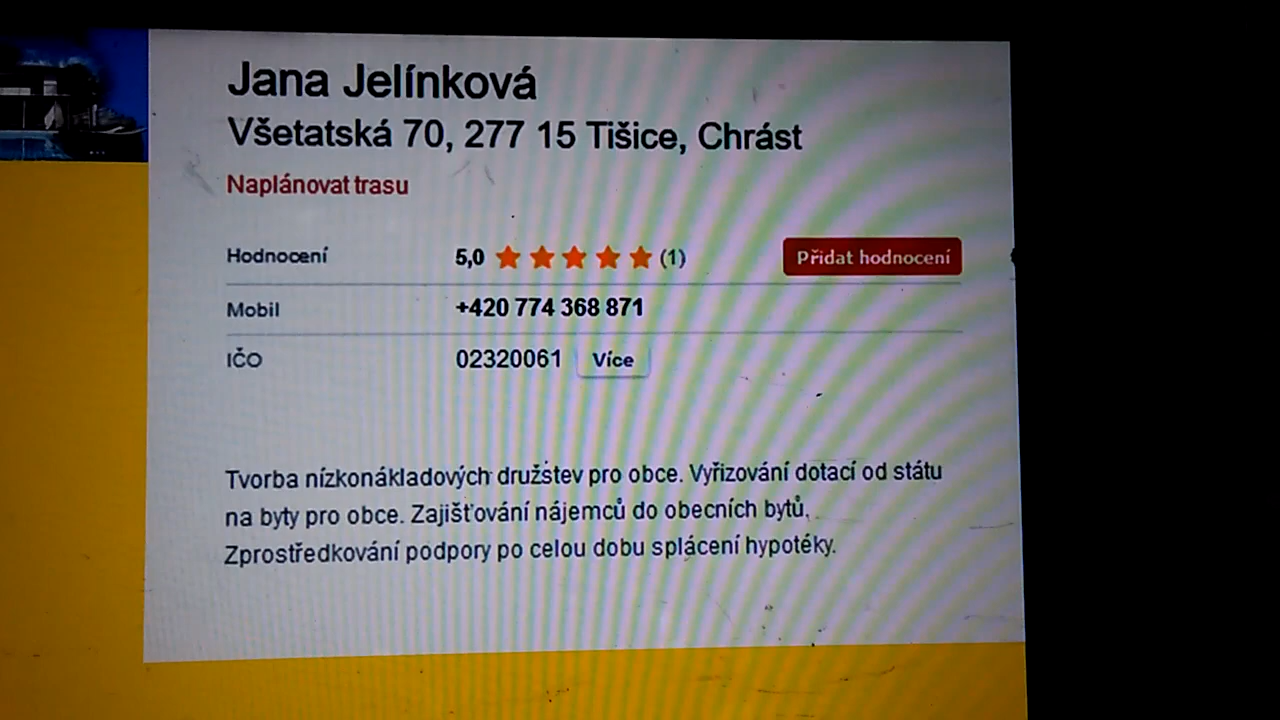 Jana Jelínková
Všetatská 70, 277 15 Tišice, Chrást
Naplánovat trasu
Hodnocení 5,0 (1) Přidat hodnocení
Mobil +420 774 368 871
IČO 02320061 Více
Tvorba nízkonákladových družstev pro obce. Vyřizování dotací od státu
na byty pro obce. Zajišťování nájemců do obecních bytů.
Zprostředkování podpory po celou dobu splácení hypotéky.